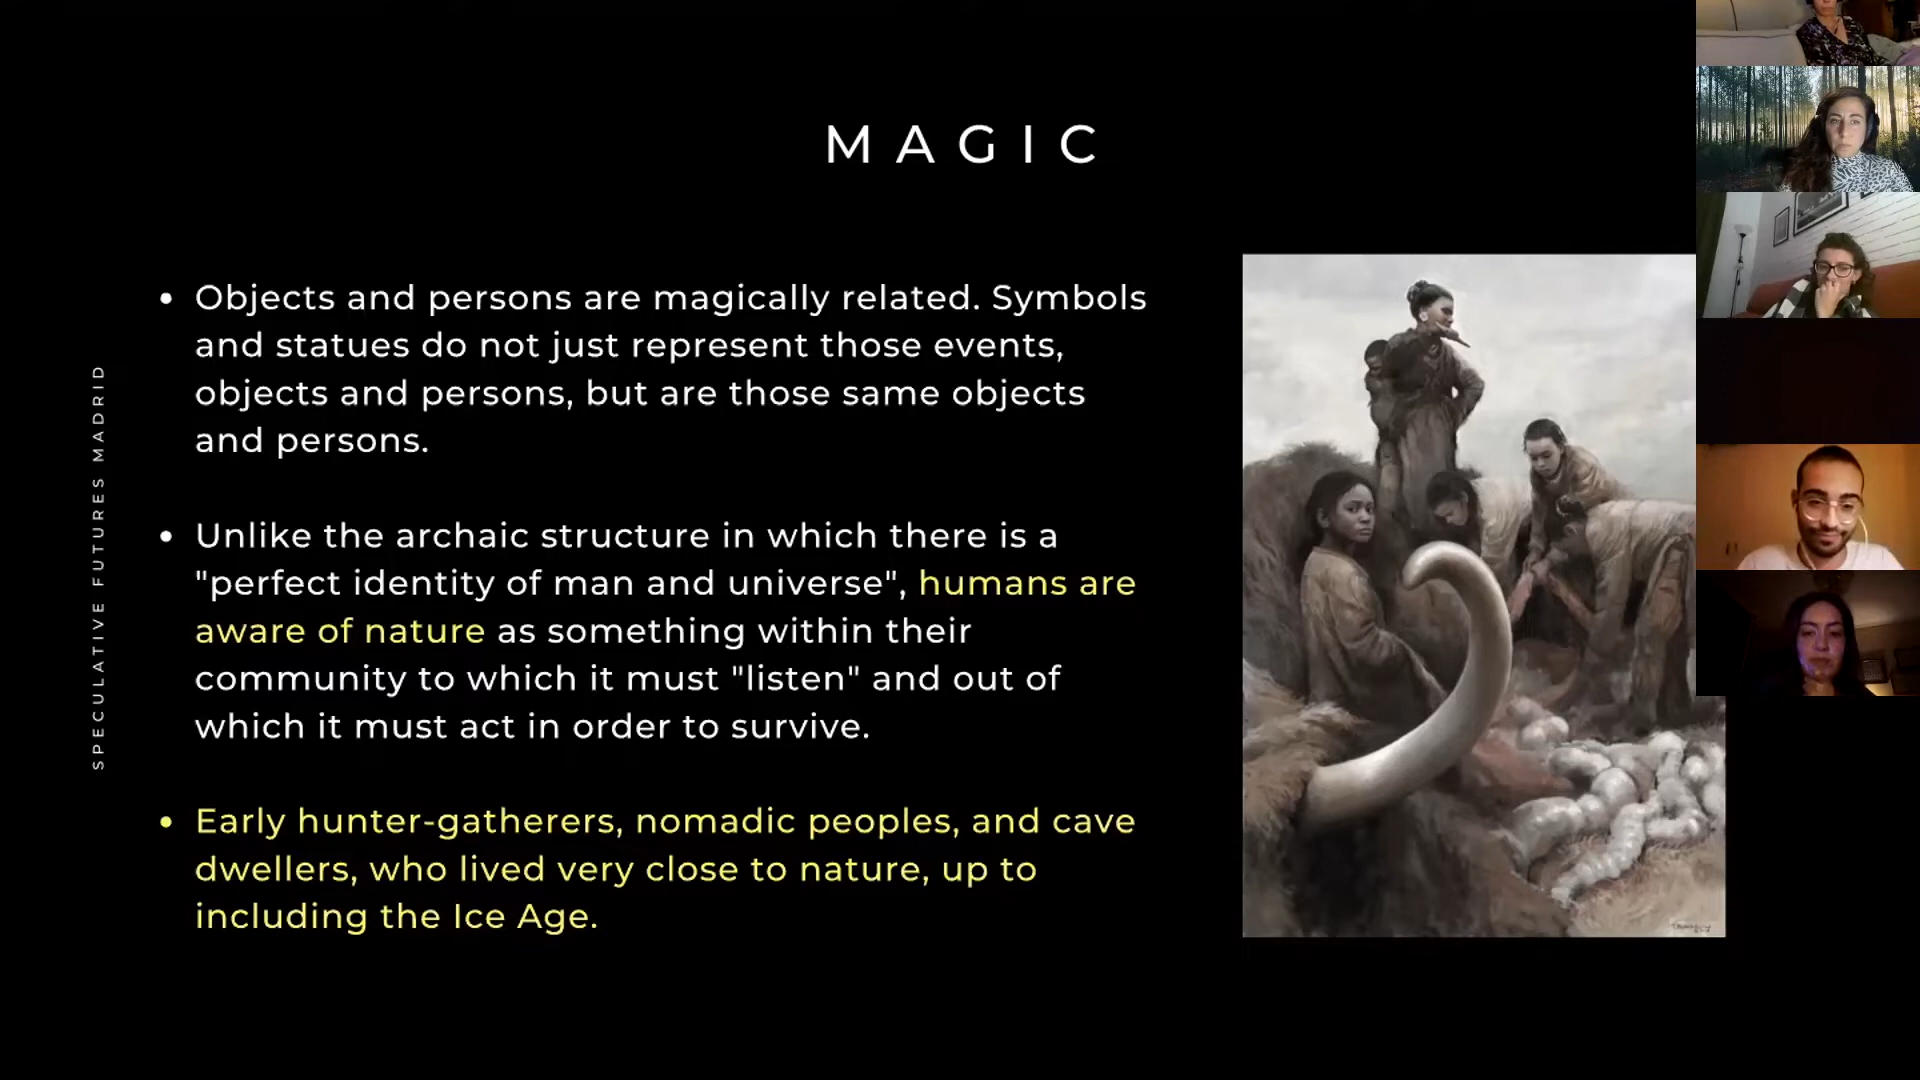 MAGIC
• Objects and persons are magically related. Symbols
and statues do not just represent those events,
objects and persons, but are those same objects
and persons.
• Unlike the archaic structure in which there is a
"perfect identity of man and universe", humans are
aware of nature as something within their
community to which it must "listen" and out of
which it must act in order to survive.
• Early hunter-gatherers, nomadic peoples, and cave
dwellers, who lived very close to nature, up to
including the Ice Age.
SPECULATIVE FUTURES MADRID